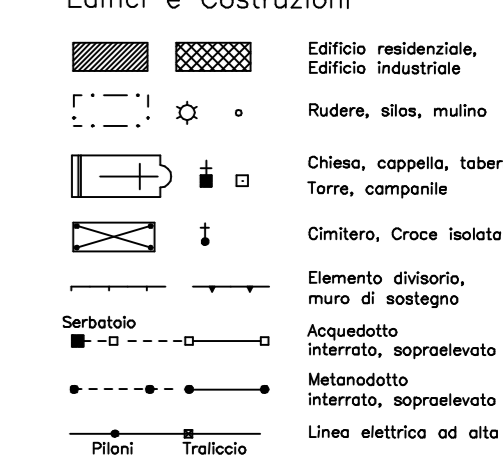 Edifici e Costruzioni
Edificio residenziale,
Edificio industriale
Rudere, silos, mulino
Chiesa, cappella, taber
Torre, campanile
Cimitero, Croce isolata
Elemento divisorio,
muro di sostegno
Serbatoio
Acquedotto
interrato, sopraelevato
Metanodotto
interrato, sopraelevato
Linea elettrica ad alta
Piloni Traliccio